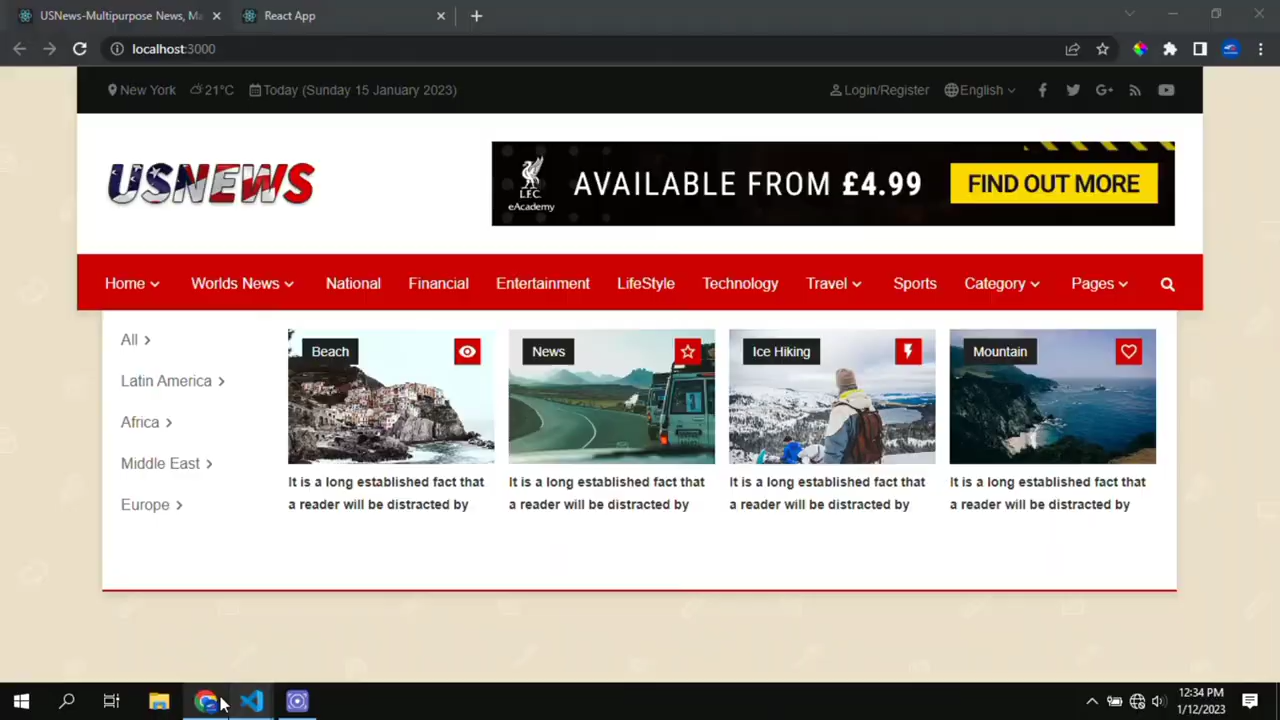 USNews-Multipurpose News, Ma
React App
localhost:3000
New York 21°C Today (Sunday 15 January 2023) Login/Register English
USNEWS
L.F.C.
eAcademy
AVAILABLE FROM £4.99 FIND OUT MORE
Home Worlds News National Financial Entertainment LifeStyle Technology Travel Sports Category Pages
All
Latin America
Africa
Middle East
Europe
Beach
It is a long established fact that
a reader will be distracted by
News
It is a long established fact that
a reader will be distracted by
Ice Hiking
It is a long established fact that
a reader will be distracted by
Mountain
It is a long established fact that
a reader will be distracted by
12:34 PM
1/12/2023